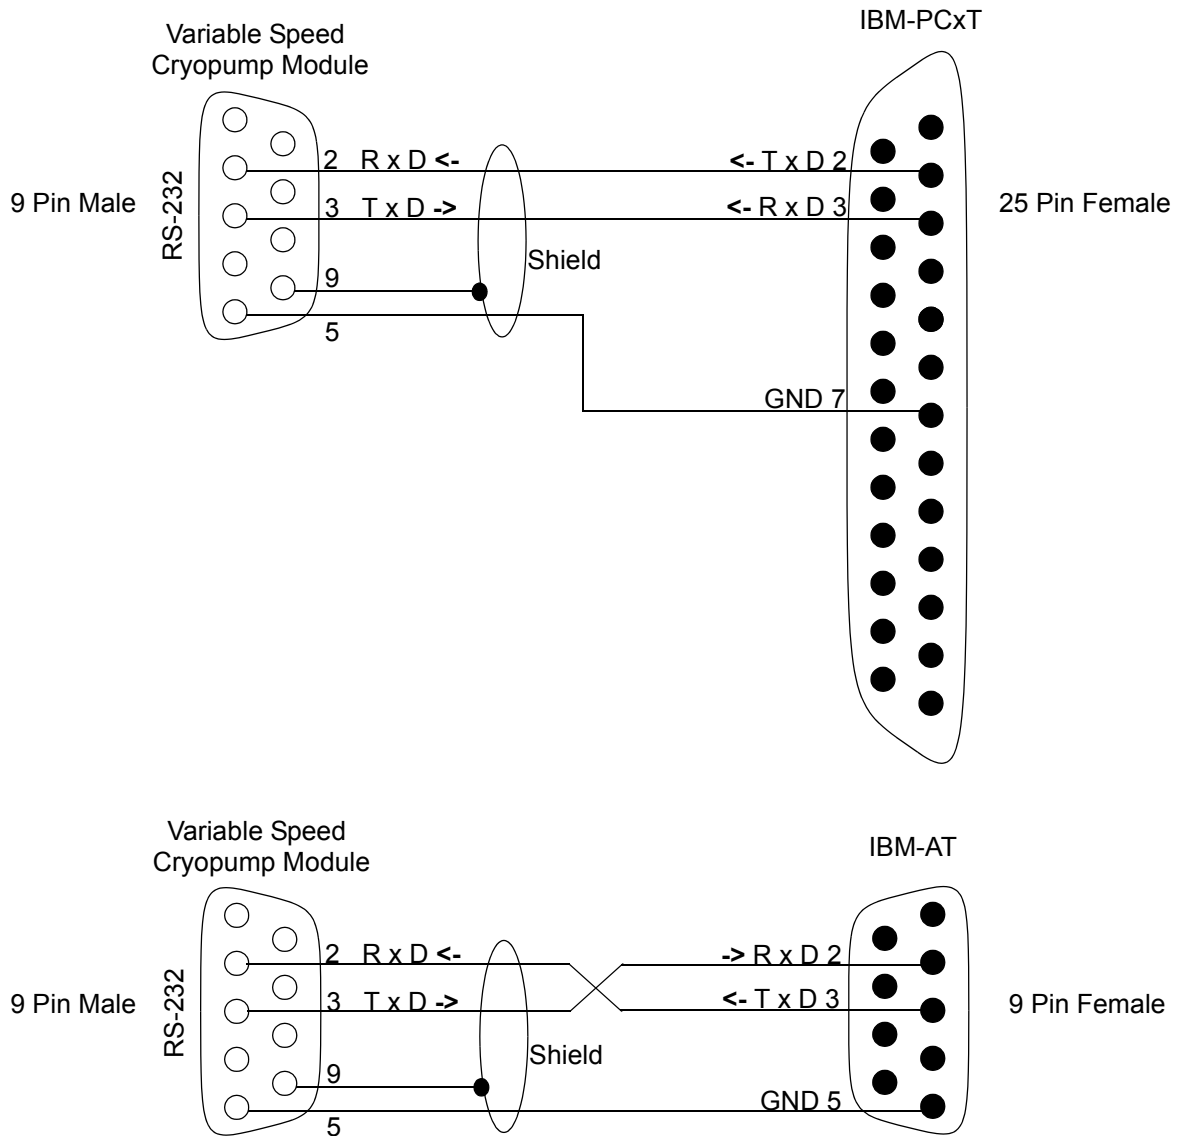 IBM-PCxT
Variable Speed
Cryopump Module
2 R x D <-
<- T x D 2
9 Pin Male
RS-232
3 T x D ->
<- R x D 3
25 Pin Female
Shield
9
5
GND 7
Variable Speed
Cryopump Module
IBM-AT
2 R x D <-
-> R x D 2
9 Pin Male
RS-232
3 T x D ->
<- T x D 3
9 Pin Female
Shield
9
GND 5
5